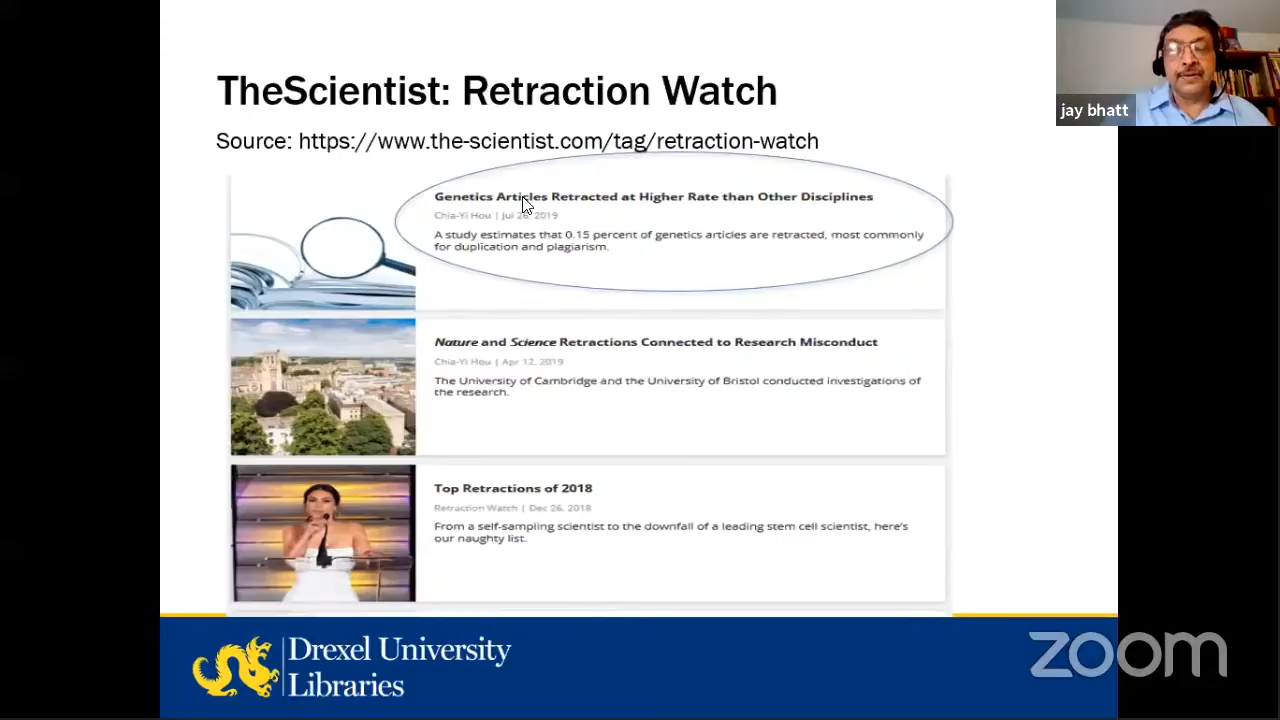 TheScientist: Retraction Watch
Source: https://www.the-scientist.com/tag/retraction-watch
jay bhatt
Genetics Articles Retracted at Higher Rate than Other Disciplines
Chia-Yi Hou | Jul 26, 2019
A study estimates that 0.15 percent of genetics articles are retracted, most commonly
for duplication and plagiarism.
Nature and Science Retractions Connected to Research Misconduct
Chia-Yi Hou | Apr 12, 2019
The University of Cambridge and the University of Bristol conducted investigations of
the research.
Top Retractions of 2018
Retraction Watch | Dec 26, 2018
From a self-sampling scientist to the downfall of a leading stem cell scientist, here's
our naughty list.
Drexel University
Libraries
zoom